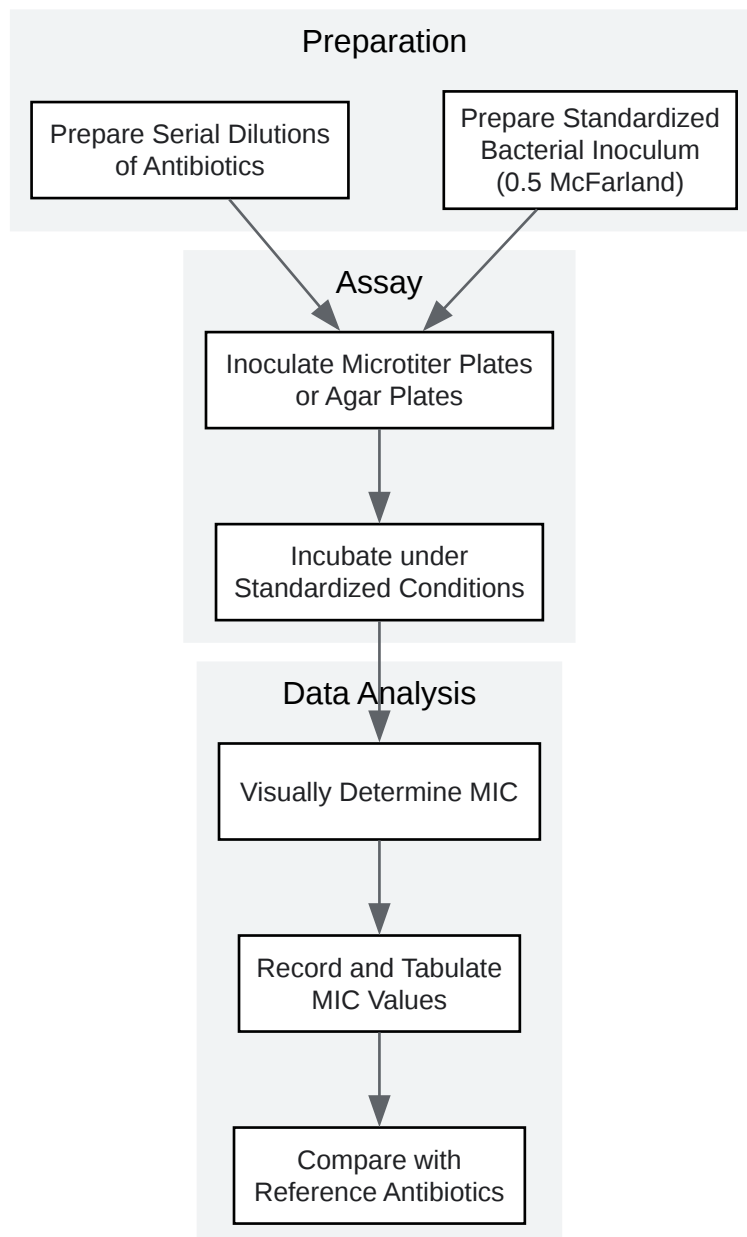 Preparation
Prepare Serial Dilutions
of Antibiotics
Prepare Standardized
Bacterial Inoculum
(0.5 McFarland)
Assay
Inoculate Microtiter Plates
or Agar Plates
Incubate under
Standardized Conditions
Data Analysis
Visually Determine MIC
Record and Tabulate
MIC Values
Compare with
Reference Antibiotics